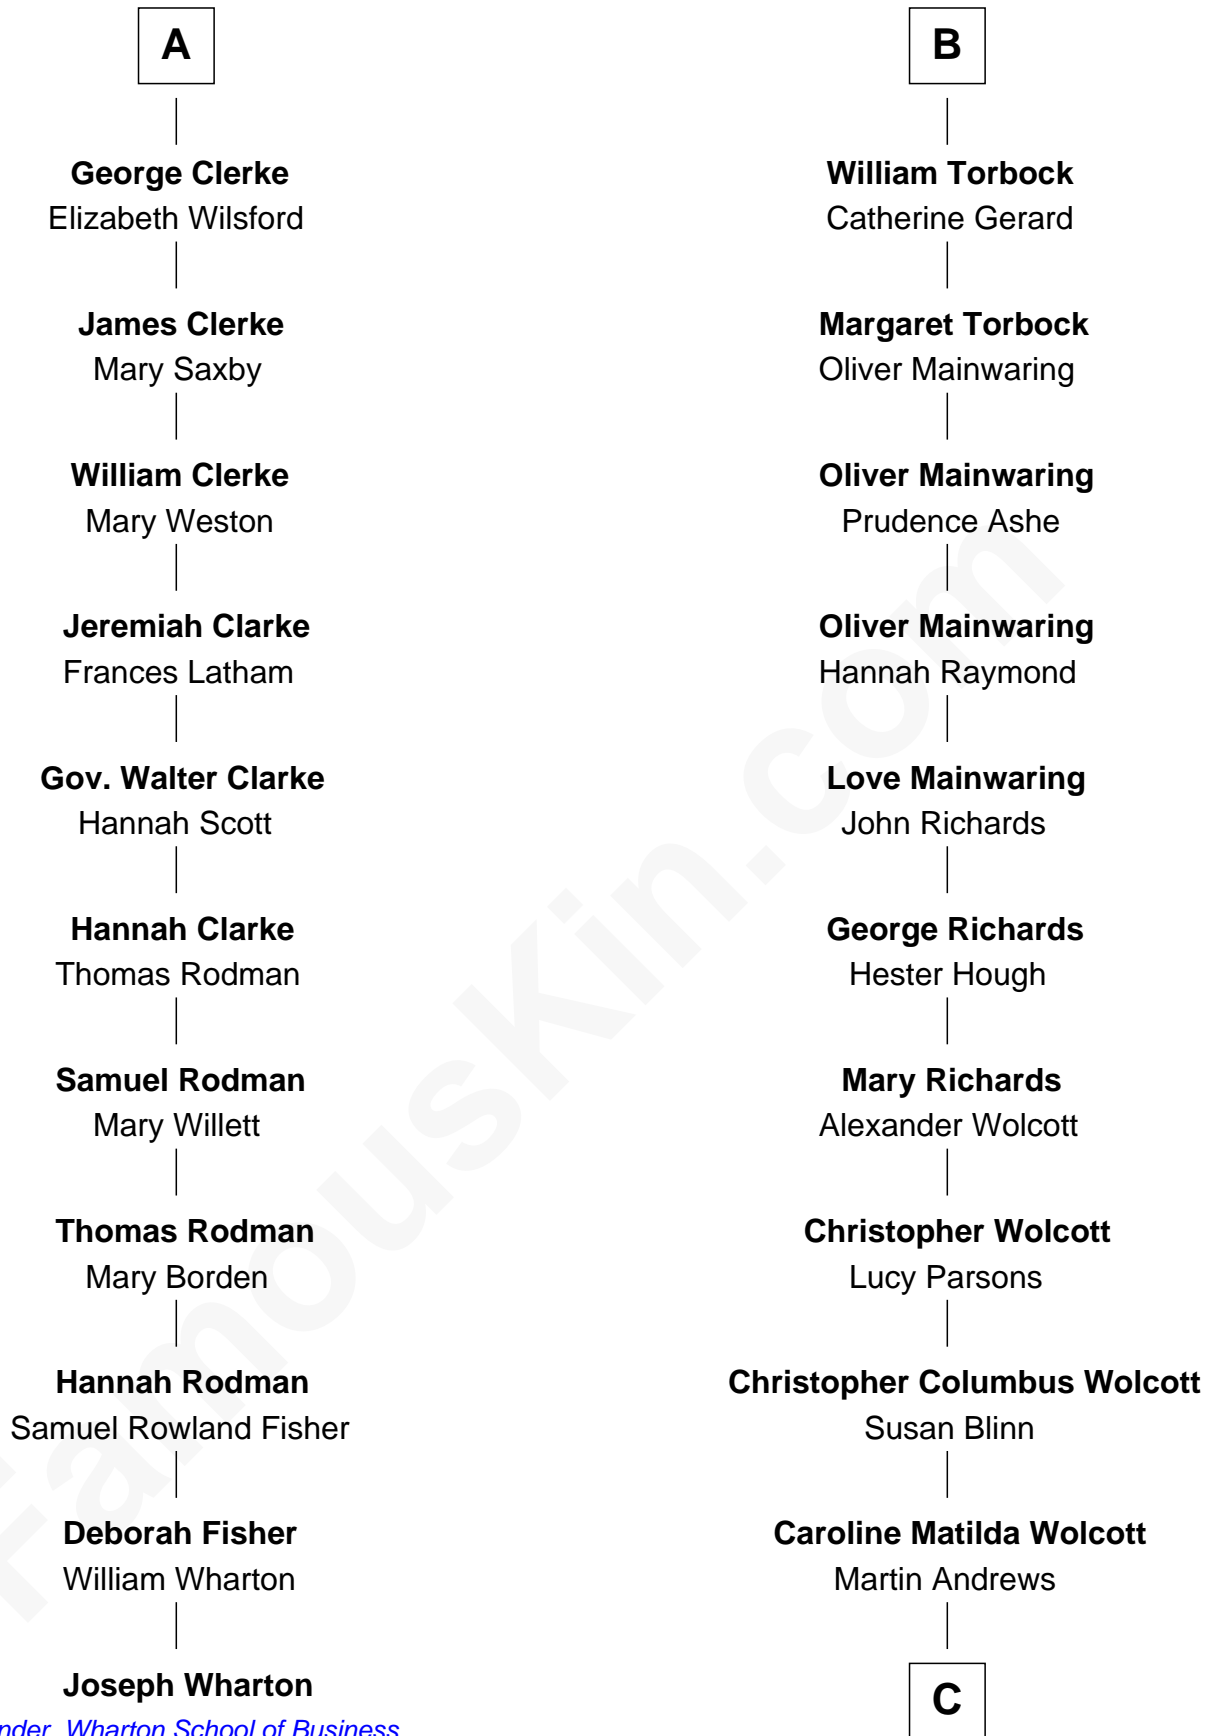 A
George Clerke
Elizabeth Wilsford
James Clerke
Mary Saxby
William Clerke
Mary Weston
Jeremiah Clarke
Frances Latham
Gov. Walter Clarke
Hannah Scott
Hannah Clarke
Thomas Rodman
Samuel Rodman
Mary Willett
Thomas Rodman
Mary Borden
Hannah Rodman
Samuel Rowland Fisher
Deborah Fisher
William Wharton
Joseph Wharton
Wharton School of Business
B
William Torbock
Catherine Gerard
Margaret Torbock
Oliver Mainwaring
Oliver Mainwaring
Prudence Ashe
Oliver Mainwaring
Hannah Raymond
Love Mainwaring
John Richards
George Richards
Hester Hough
Mary Richards
Alexander Wolcott
Christopher Wolcott
Lucy Parsons
Christopher Columbus Wolcott
Susan Blinn
Caroline Matilda Wolcott
Martin Andrews
C
FamousKin.com